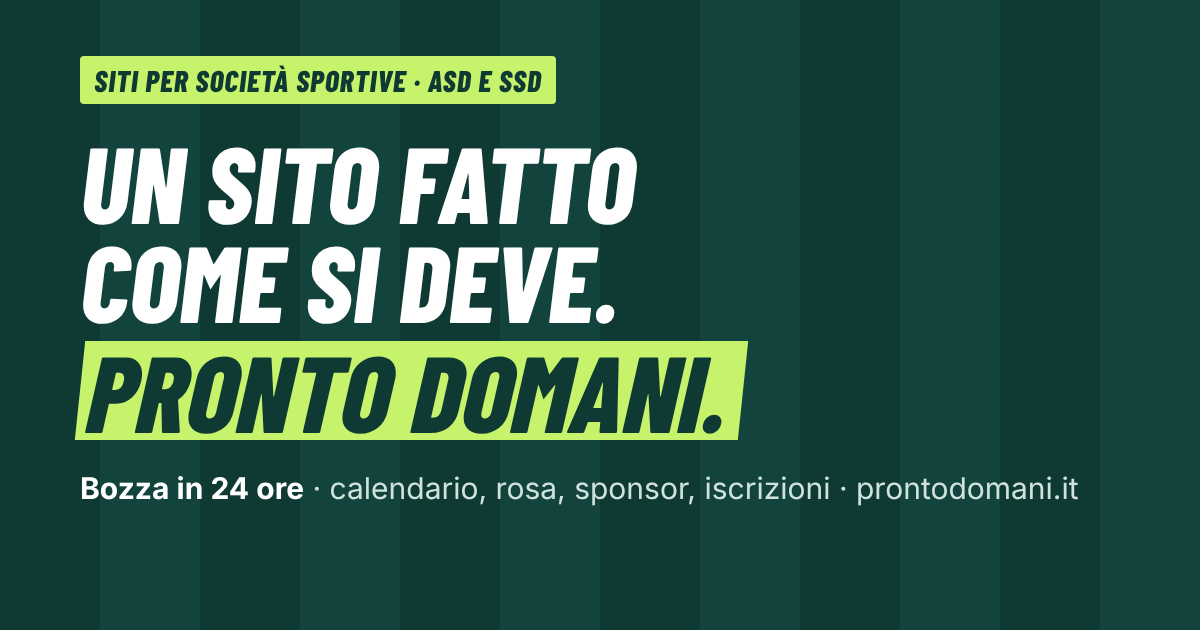 SITI PER SOCIETÀ SPORTIVE · ASD E SSD
UN SITO FATTO
COME SI DEVE.
PRONTO DOMANI.
Bozza in 24 ore · calendario, rosa, sponsor, iscrizioni · prontodomani.it